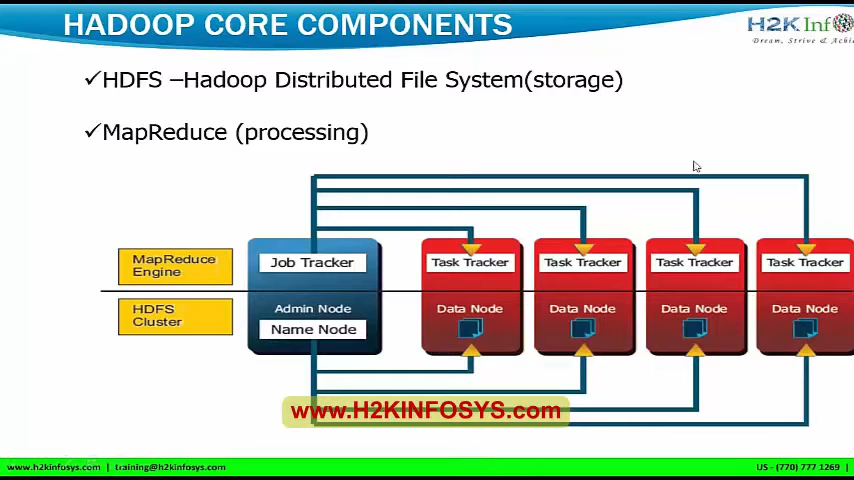 HADOOP CORE COMPONENTS
H2K Info
Dream, Strive & Achi
✓HDFS –Hadoop Distributed File System(storage)
✓MapReduce (processing)
MapReduce
Engine
Job Tracker
Task Tracker
Task Tracker
Task Tracker
Task Tracker
HDFS
Cluster
Admin Node
Name Node
Data Node
Data Node
Data Node
Data Node
www.H2KINFOSYS.com
www.h2kinfosys.com | training@h2kinfosys.com
US - (770) 777 1269 |